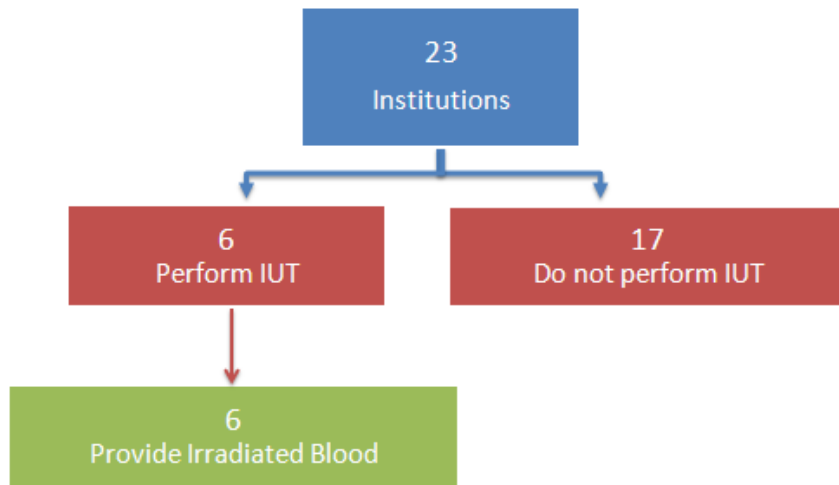 23
Institutions
6
Perform IUT
17
Do not perform IUT
6
Provide Irradiated Blood